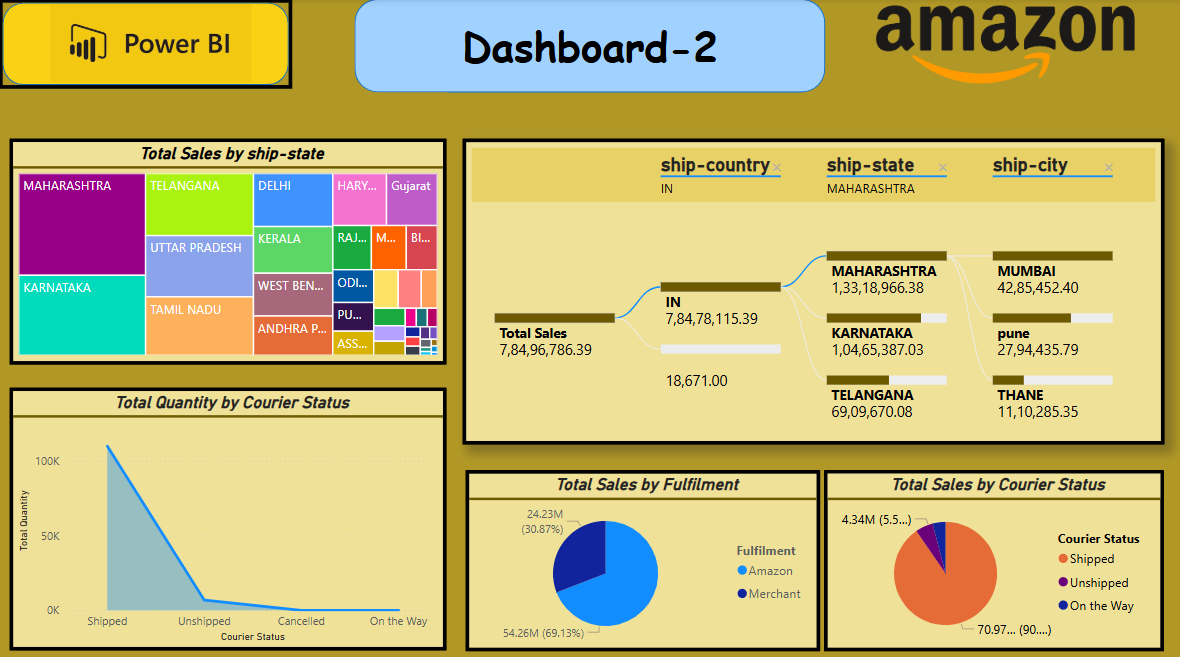 Power BI
Dashboard-2
amazon
Total Sales by ship-state
MAHARASHTRA
TELANGANA
DELHI
HARY...
Gujarat
KARNATAKA
UTTAR PRADESH
TAMIL NADU
KERALA
WEST BEN...
ANDHRA P...
RAJ...
M...
BI...
ODI...
PU...
ASS...
ship-country
ship-state
ship-city
IN
MAHARASHTRA
Total Sales
7,84,96,786.39
IN
7,84,78,115.39
18,671.00
MAHARASHTRA
1,33,18,966.38
KARNATAKA
1,04,65,387.03
TELANGANA
69,09,670.08
MUMBAI
42,85,452.40
pune
27,94,435.79
THANE
11,10,285.35
Total Quantity by Courier Status
Total Quantity
100K
50K
0K
Shipped
Unshipped
Cancelled
On the Way
Courier Status
Total Sales by Fulfilment
24.23M
(30.87%)
54.26M (69.13%)
Fulfilment
Amazon
Merchant
Total Sales by Courier Status
4.34M (5.5...)
70.97... (90....)
Courier Status
Shipped
Unshipped
On the Way